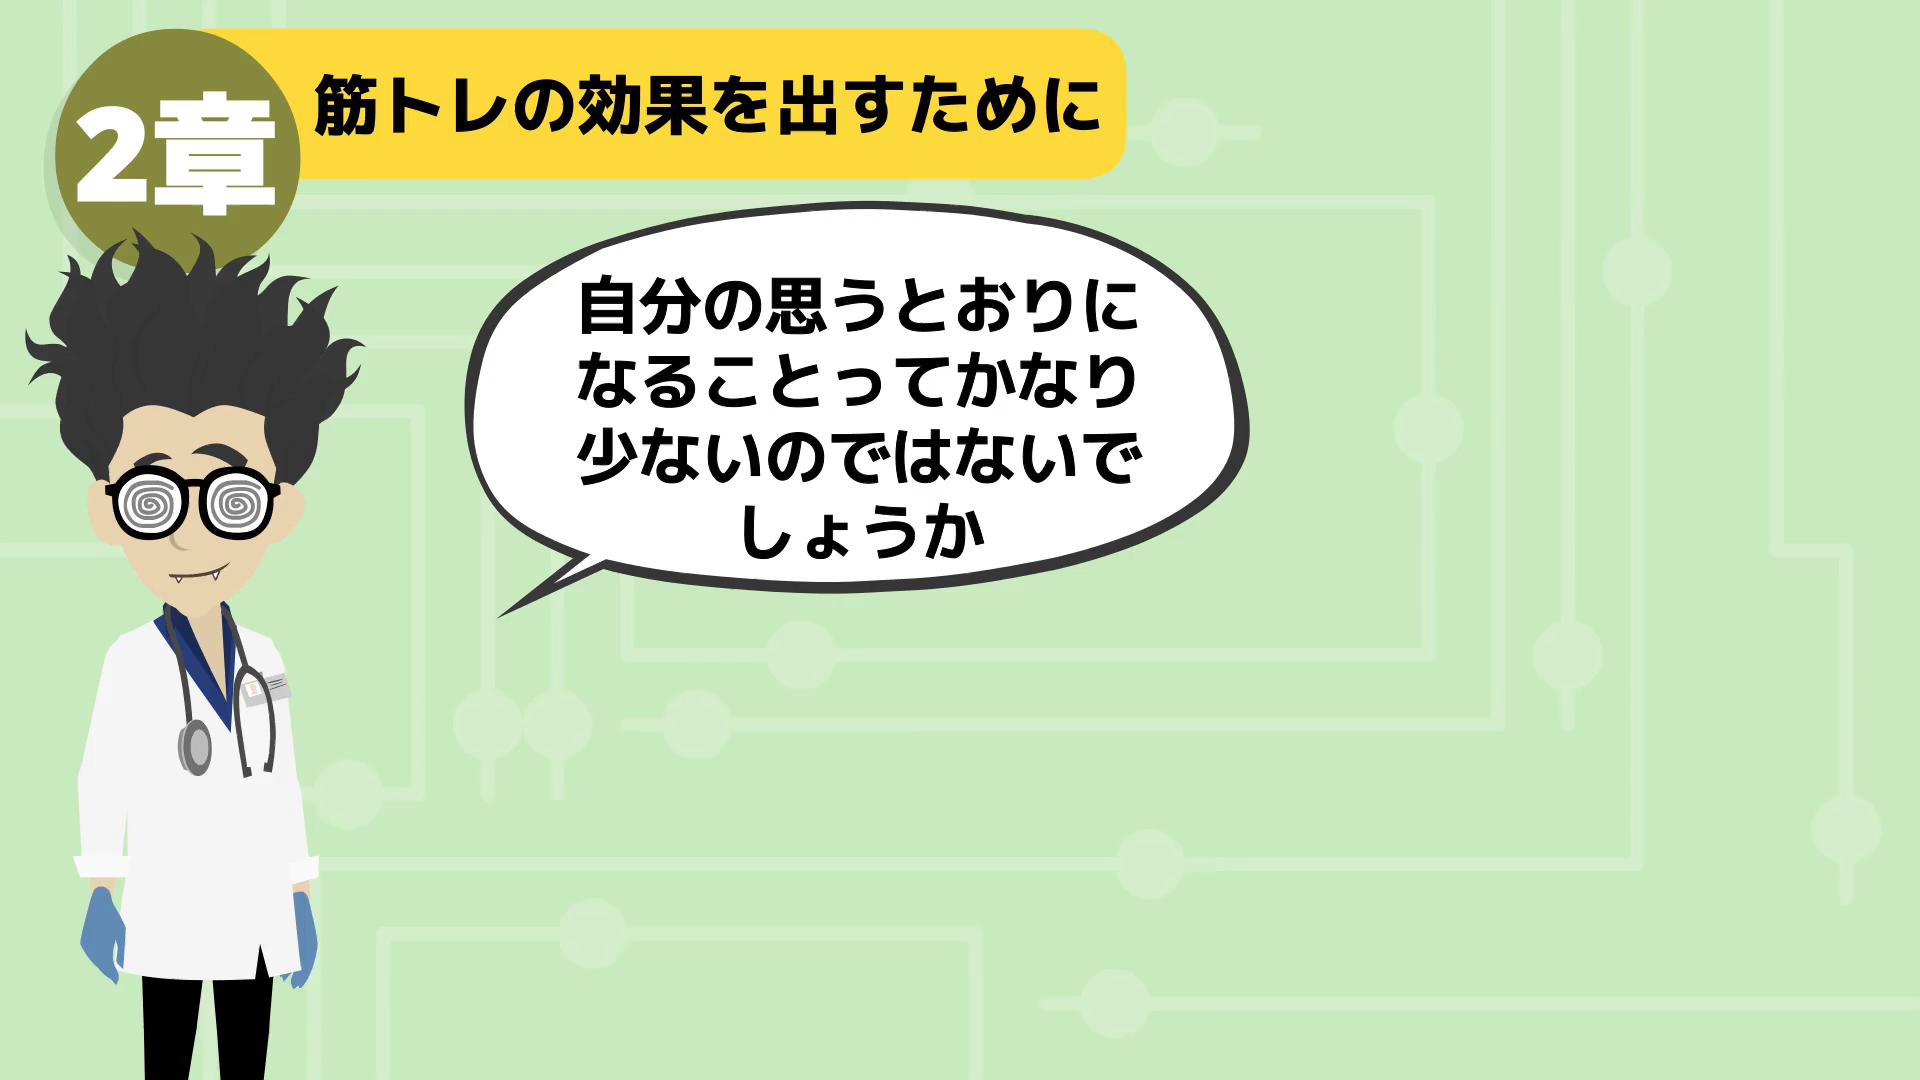 2章
筋トレの効果を出すために
自分の思うとおりに
なることってかなり
少ないのではないで
しょうか